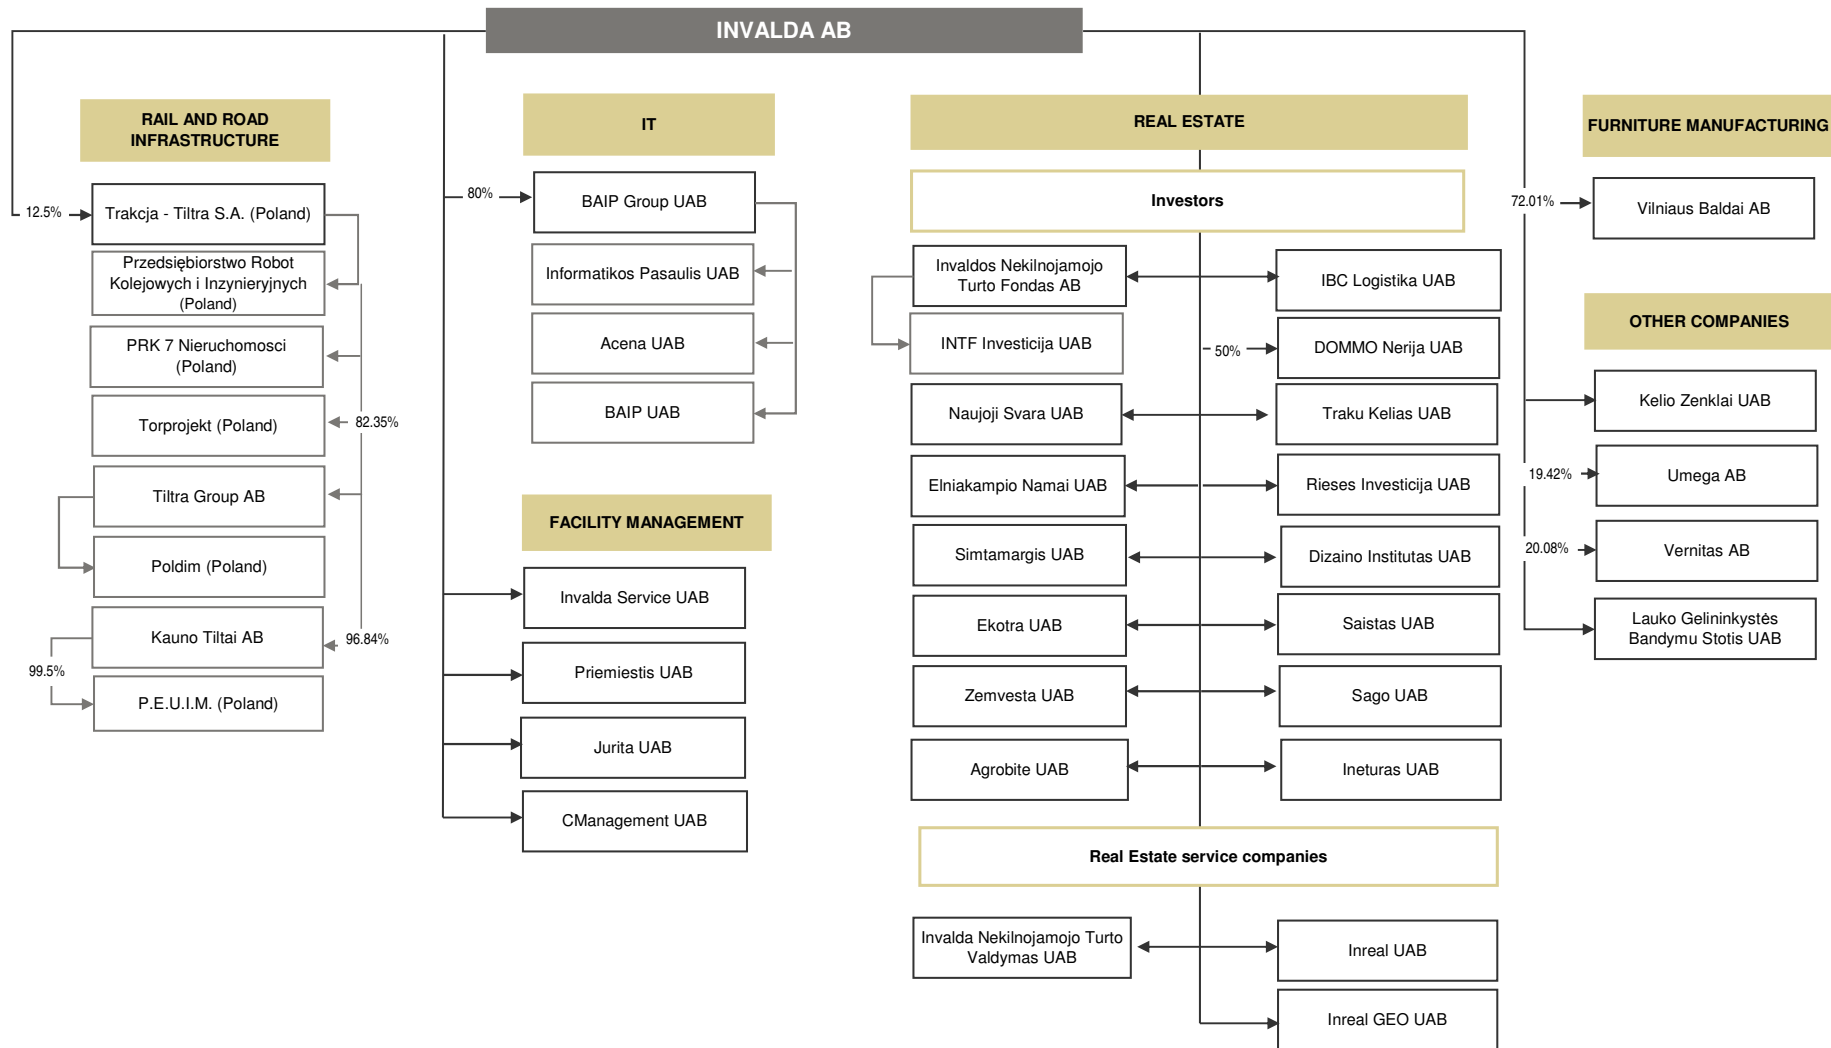 INVALDA AB
RAIL AND ROAD
INFRASTRUCTURE
12.5%
Trakcja - Tiltra S.A. (Poland)
Przedsiębiorstwo Robot
Kolejowych i Inzynieryjnych
(Poland)
PRK 7 Nieruchomosci
(Poland)
Torprojekt (Poland)
82.35%
Tiltra Group AB
Poldim (Poland)
Kauno Tiltai AB
96.84%
99.5%
P.E.U.I.M. (Poland)
IT
80%
BAIP Group UAB
Informatikos Pasaulis UAB
Acena UAB
BAIP UAB
FACILITY MANAGEMENT
Invalda Service UAB
Priemiestis UAB
Jurita UAB
CManagement UAB
REAL ESTATE
Investors
Invaldos Nekilnojamojo
Turto Fondas AB
IBC Logistika UAB
INTF Investicija UAB
50%
DOMMO Nerija UAB
Naujoji Svara UAB
Traku Kelias UAB
Elniakampio Namai UAB
Rieses Investicija UAB
Simtamargis UAB
Dizaino Institutas UAB
Ekotra UAB
Saistas UAB
Zemvesta UAB
Sago UAB
Agrobite UAB
Ineturas UAB
Real Estate service companies
Invalda Nekilnojamojo Turto
Valdymas UAB
Inreal UAB
Inreal GEO UAB
FURNITURE MANUFACTURING
72.01%
Vilniaus Baldai AB
OTHER COMPANIES
Kelio Zenklai UAB
19.42%
Umega AB
20.08%
Vernitas AB
Lauko Gelininkystės
Bandymu Stotis UAB